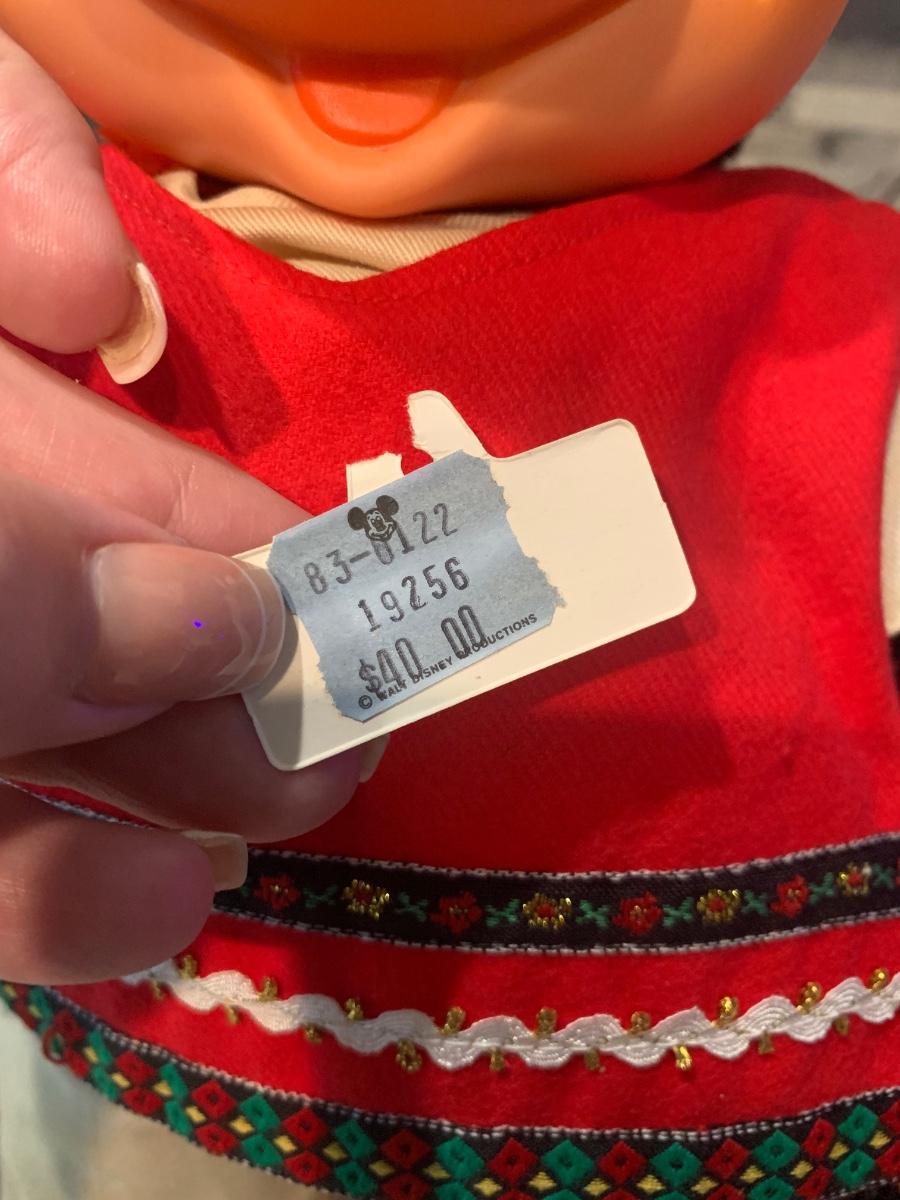 83-0122
19256
$40 00
© WALT DISNEY PRODUCTIONS